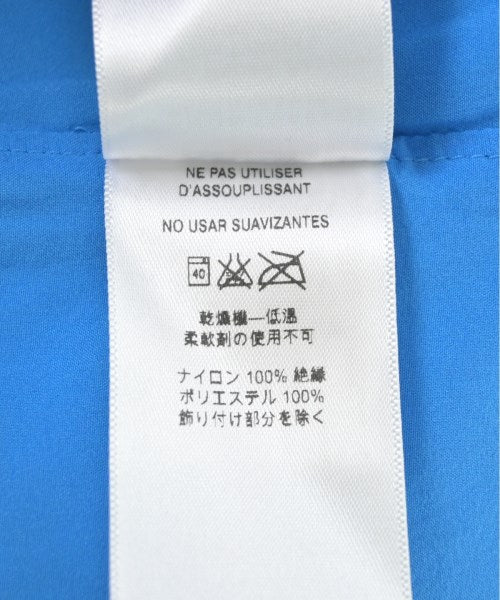 NE PAS UTILISER
D'ASSOUPLISSANT
NO USAR SUAVIZANTES
40
乾燥機—低温
柔軟剤の使用不可
ナイロン 100% 絶縁
ポリエステル 100%
飾り付け部分を除く